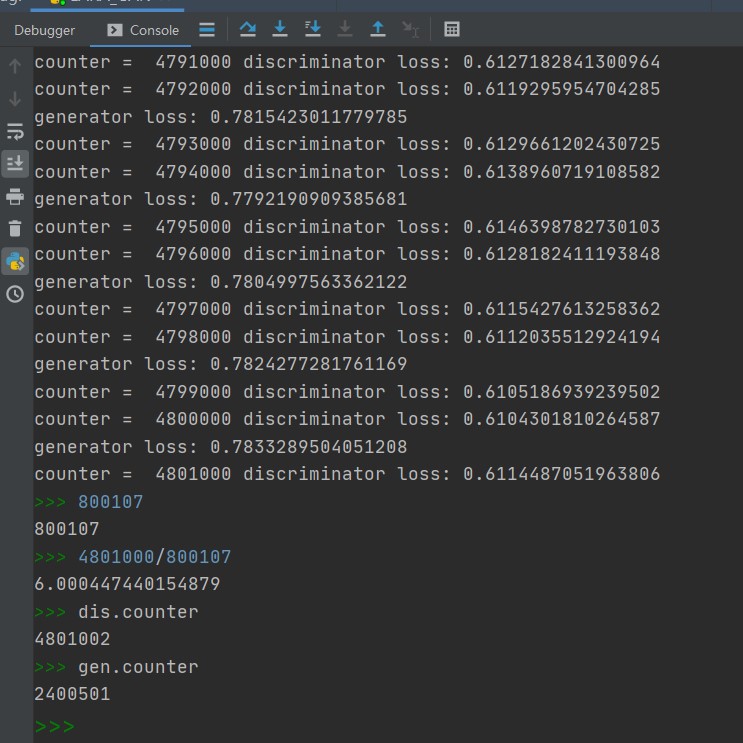 Debugger
Console
counter =  4791000 discriminator loss: 0.6127182841300964
counter =  4792000 discriminator loss: 0.6119295954704285
generator loss: 0.7815423011779785
counter =  4793000 discriminator loss: 0.6129661202430725
counter =  4794000 discriminator loss: 0.6138960719108582
generator loss: 0.7792190909385681
counter =  4795000 discriminator loss: 0.6146398782730103
counter =  4796000 discriminator loss: 0.6128182411193848
generator loss: 0.7804997563362122
counter =  4797000 discriminator loss: 0.6115427613258362
counter =  4798000 discriminator loss: 0.6112035512924194
generator loss: 0.7824277281761169
counter =  4799000 discriminator loss: 0.6105186939239502
counter =  4800000 discriminator loss: 0.6104301810264587
generator loss: 0.7833289504051208
counter =  4801000 discriminator loss: 0.6114487051963806
>>> 800107
800107
>>> 4801000/800107
6.000447440154879
>>> dis.counter
4801002
>>> gen.counter
2400501
>>>